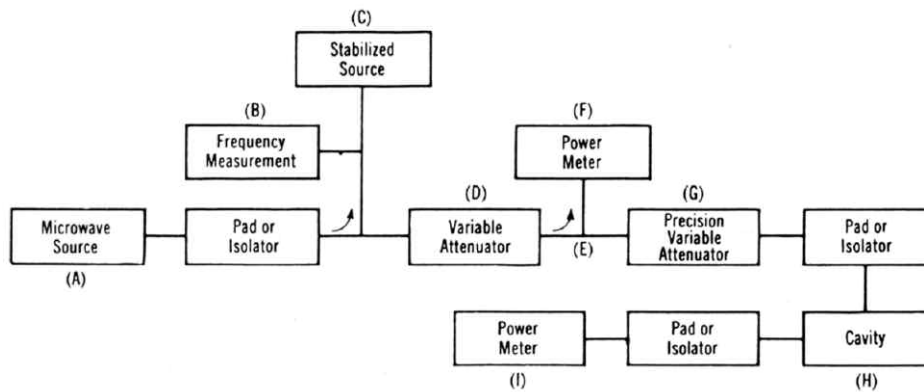 (C)
Stabilized
Source
(B)
Frequency
Measurement
(F)
Power
Meter
(A)
Microwave
Source
Pad or
Isolator
(D)
Variable
Attenuator
(E)
(G)
Precision
Variable
Attenuator
Pad or
Isolator
(I)
Power
Meter
Pad or
Isolator
(H)
Cavity